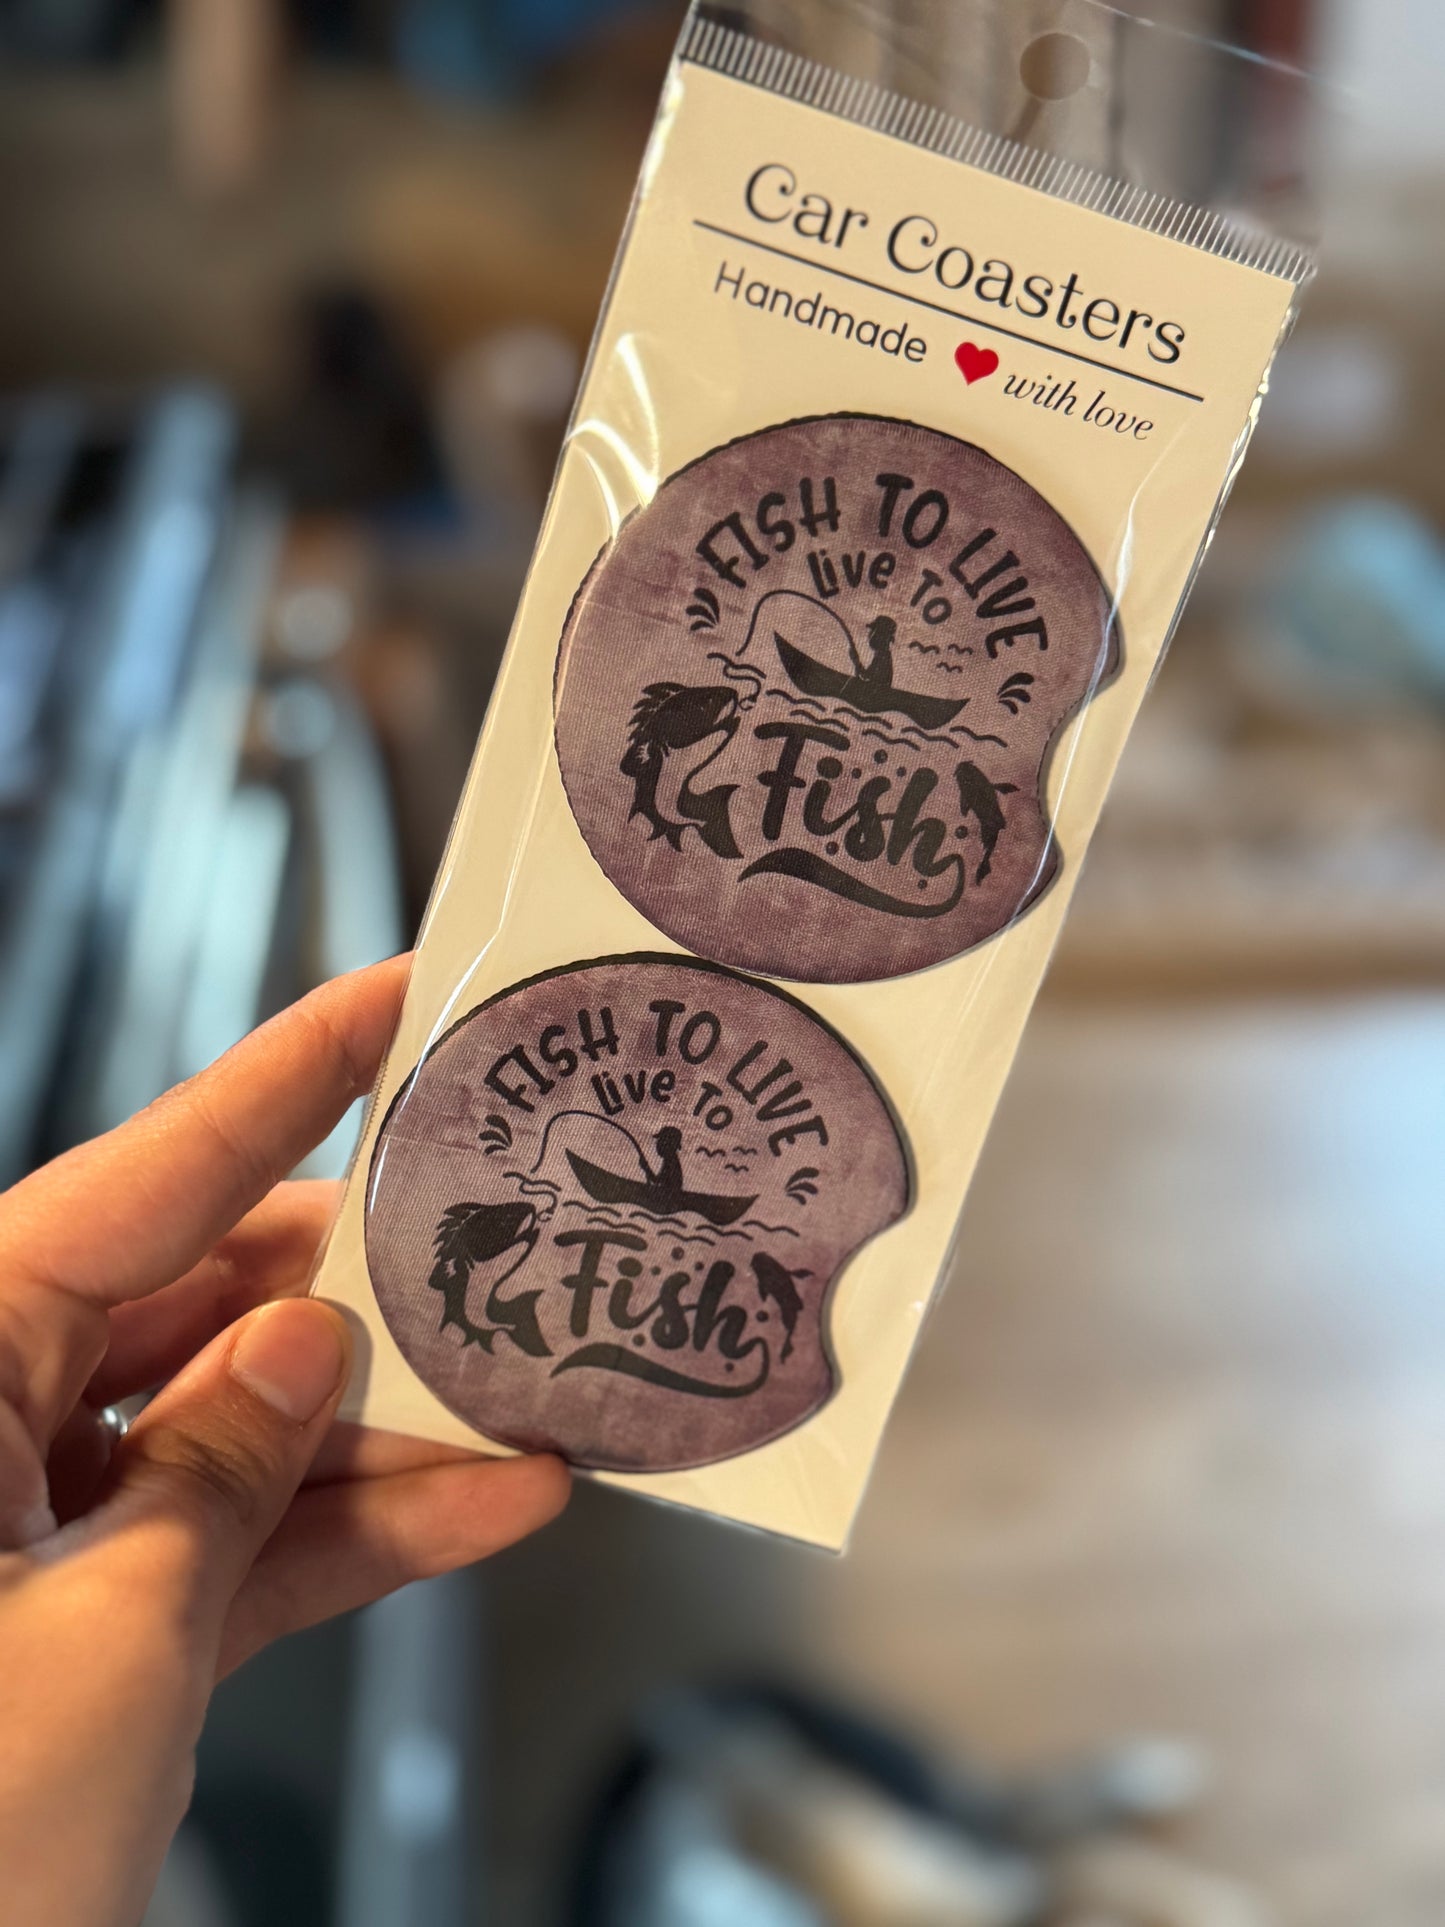 Car Coasters
Handmade ❤ with love
FISH TO LIVE
Live To
Fish
FISH TO LIVE
Live To
Fish